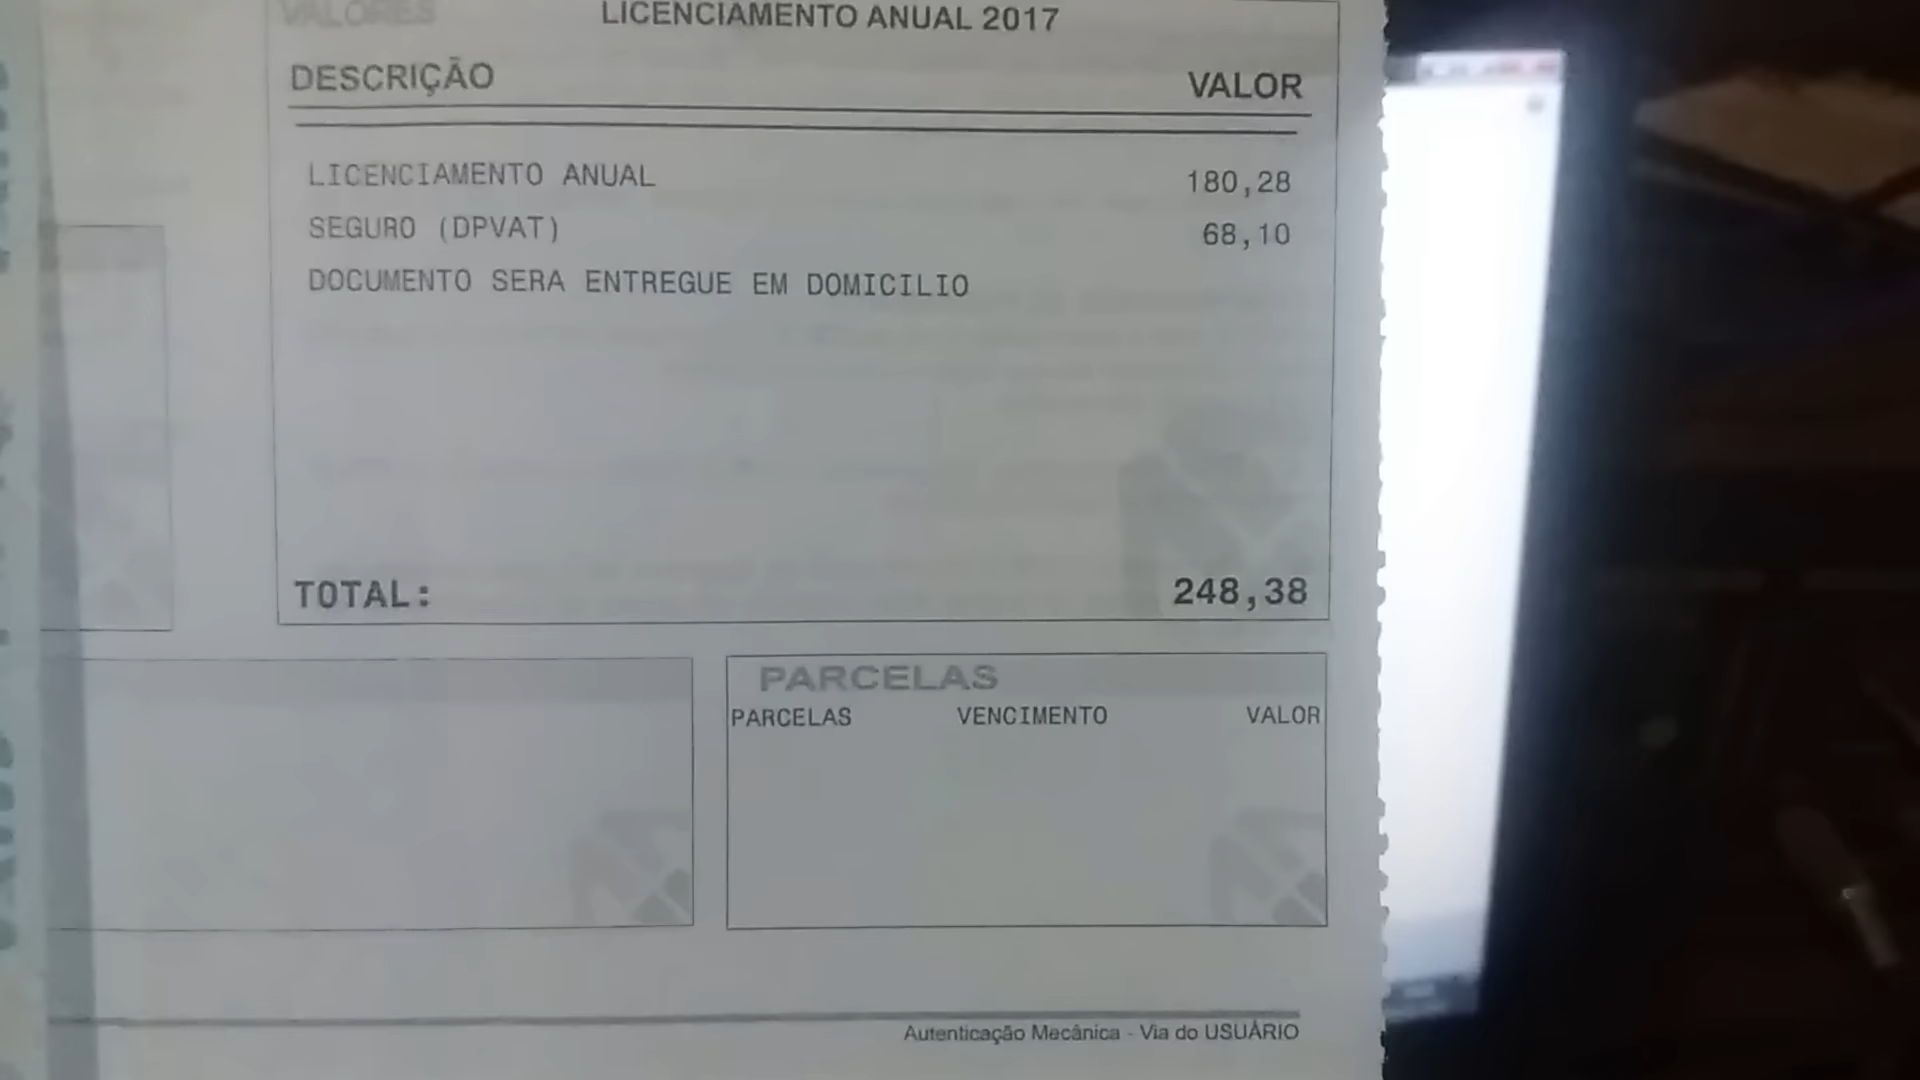 VALORES
LICENCIAMENTO ANUAL 2017
DESCRIÇÃO VALOR
LICENCIAMENTO ANUAL 180,28
SEGURO (DPVAT) 68,10
DOCUMENTO SERA ENTREGUE EM DOMICILIO
TOTAL: 248,38
PARCELAS
PARCELAS VENCIMENTO VALOR
Autenticação Mecânica - Via do USUÁRIO